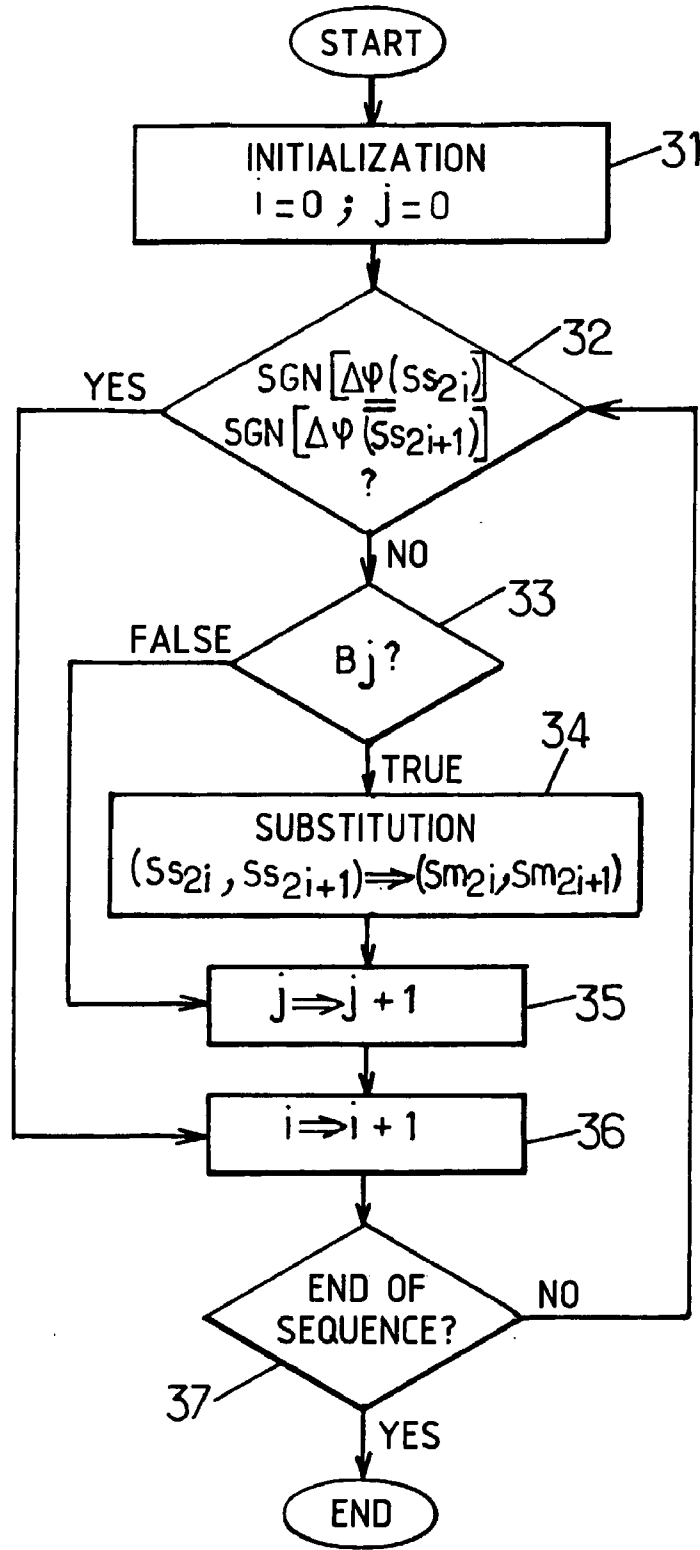 START
INITIALIZATION
i = 0 ; j = 0
31
32
YES
SGN[Δφ(Ss2i)]
=
SGN[Δφ(Ss2i+1)]
?
NO
33
FALSE
Bj?
34
TRUE
SUBSTITUTION
(Ss2i, Ss2i+1)⇒(Sm2i, Sm2i+1)
j⇒j + 1
35
i⇒i + 1
36
END OF
SEQUENCE?
NO
37
YES
END